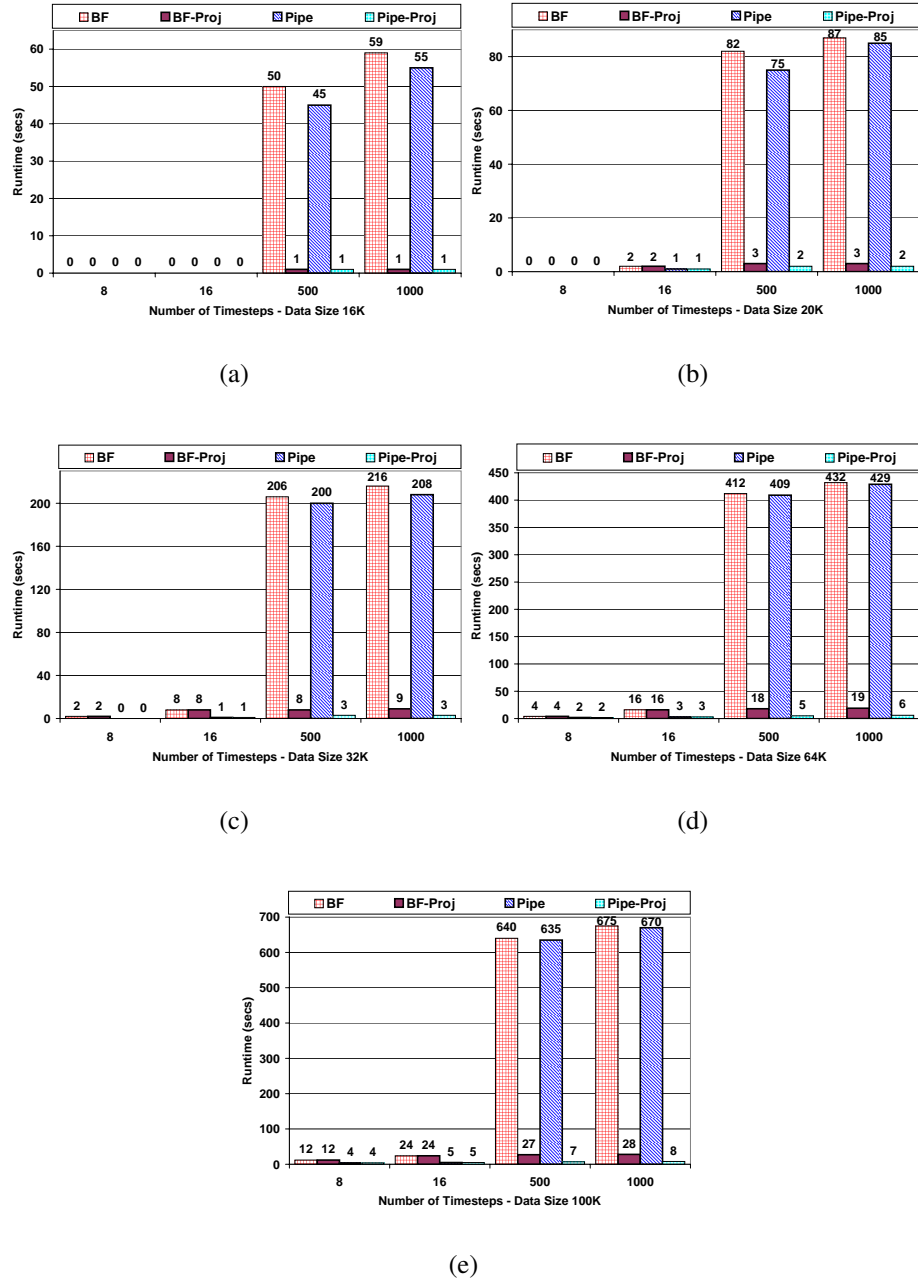 BF BF-Proj Pipe Pipe-Proj
60
50
40
30
20
10
0
Runtime (secs)
0 0 0 0 0 0 0 0 50 1 45 1 59 1 55 1
8 16 500 1000
Number of Timesteps - Data Size 16K
(a)
BF BF-Proj Pipe Pipe-Proj
80
60
40
20
0
Runtime (secs)
0 0 0 0 2 2 1 1 82 3 75 2 87 3 85 2
8 16 500 1000
Number of Timesteps - Data Size 20K
(b)
BF BF-Proj Pipe Pipe-Proj
200
160
120
80
40
0
Runtime (secs)
2 2 0 0 8 8 1 1 206 8 200 3 216 9 208 3
8 16 500 1000
Number of Timesteps - Data Size 32K
(c)
BF BF-Proj Pipe Pipe-Proj
450
400
350
300
250
200
150
100
50
0
Runtime (secs)
4 4 2 2 16 16 3 3 412 18 409 5 432 19 429 6
8 16 500 1000
Number of Timesteps - Data Size 64K
(d)
BF BF-Proj Pipe Pipe-Proj
700
600
500
400
300
200
100
0
Runtime (secs)
12 12 4 4 24 24 5 5 640 27 635 7 675 28 670 8
8 16 500 1000
Number of Timesteps - Data Size 100K
(e)